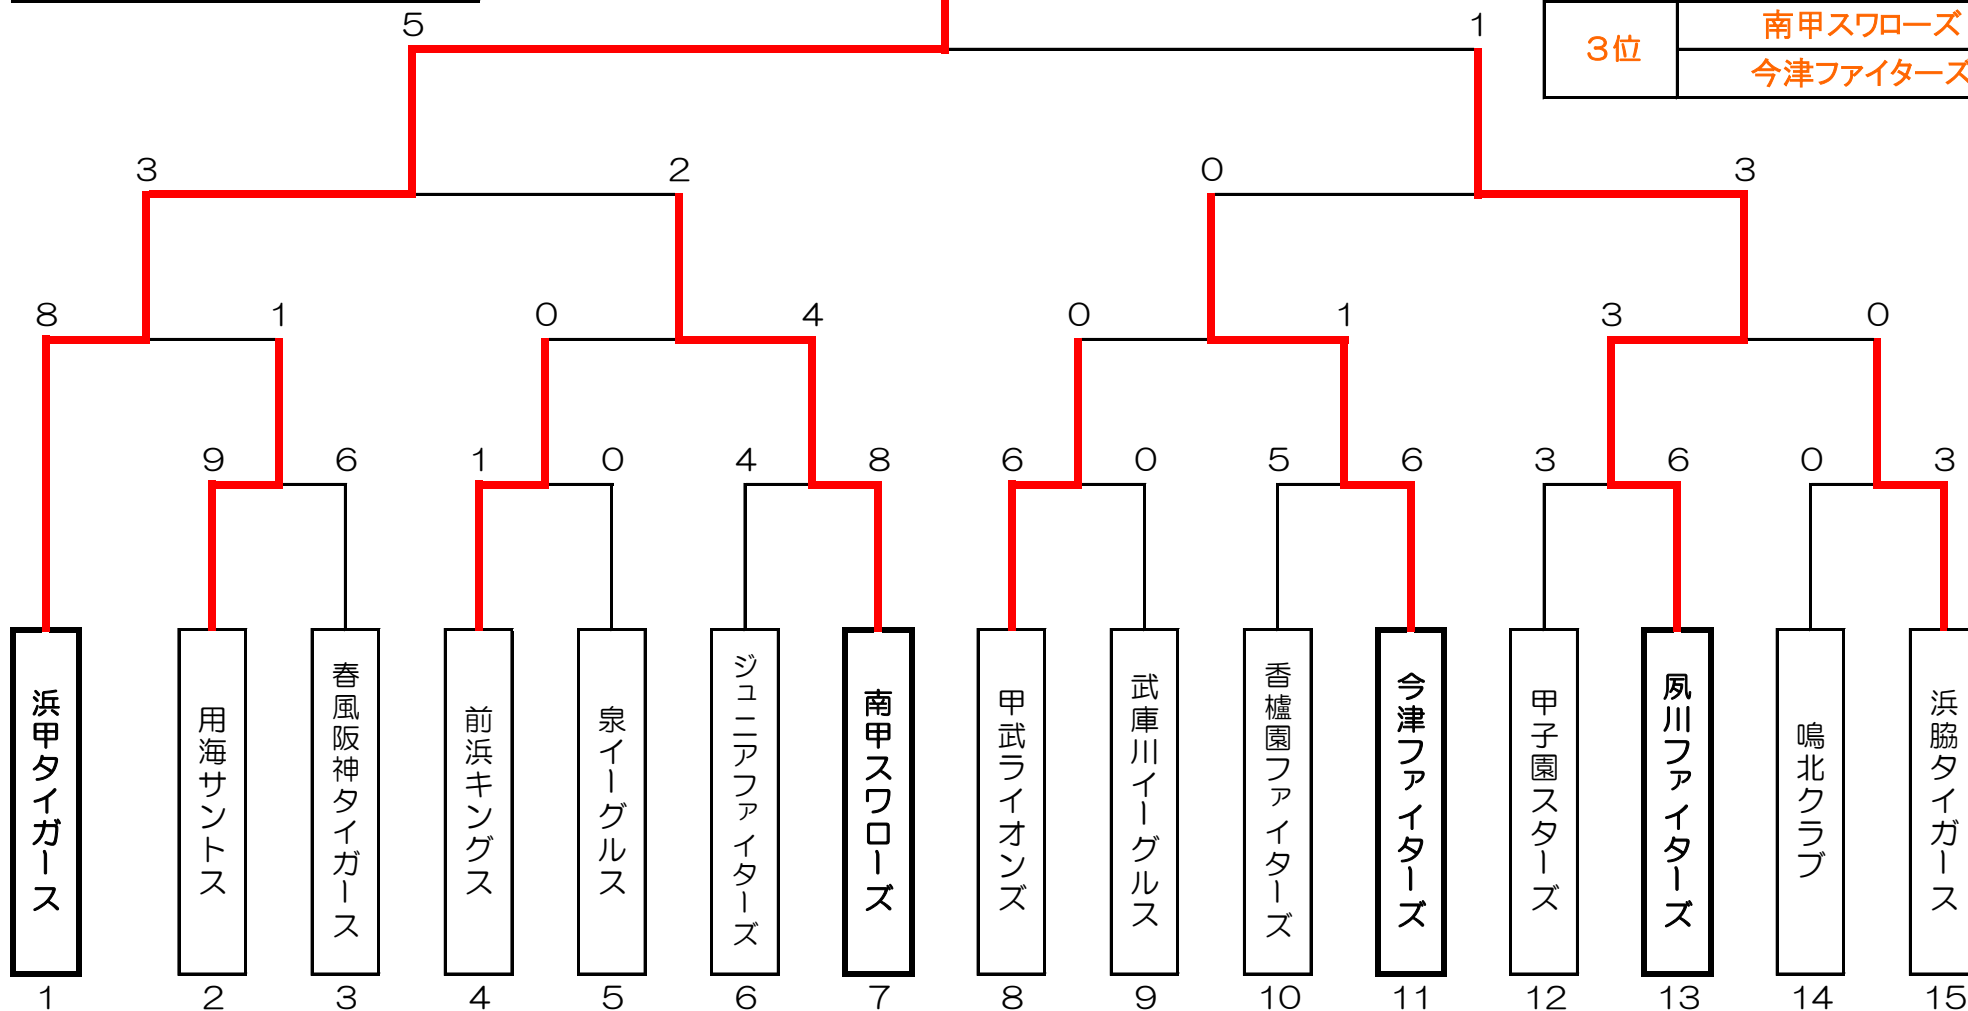 5
1
3位
南甲スワローズ
今津ファイターズ
3
2
0
3
8
1
0
4
0
1
3
0
9
6
1
0
4
8
6
0
5
6
3
6
0
3
浜甲タイガース
用海サントス
春風阪神タイガース
前浜キングス
泉イーグルス
ジュニアファイターズ
南甲スワローズ
甲武ライオンズ
武庫川イーグルス
香櫨園ファイターズ
今津ファイターズ
甲子園スターズ
夙川ファイターズ
鳴北クラブ
浜脇タイガース
1
2
3
4
5
6
7
8
9
10
11
12
13
14
15